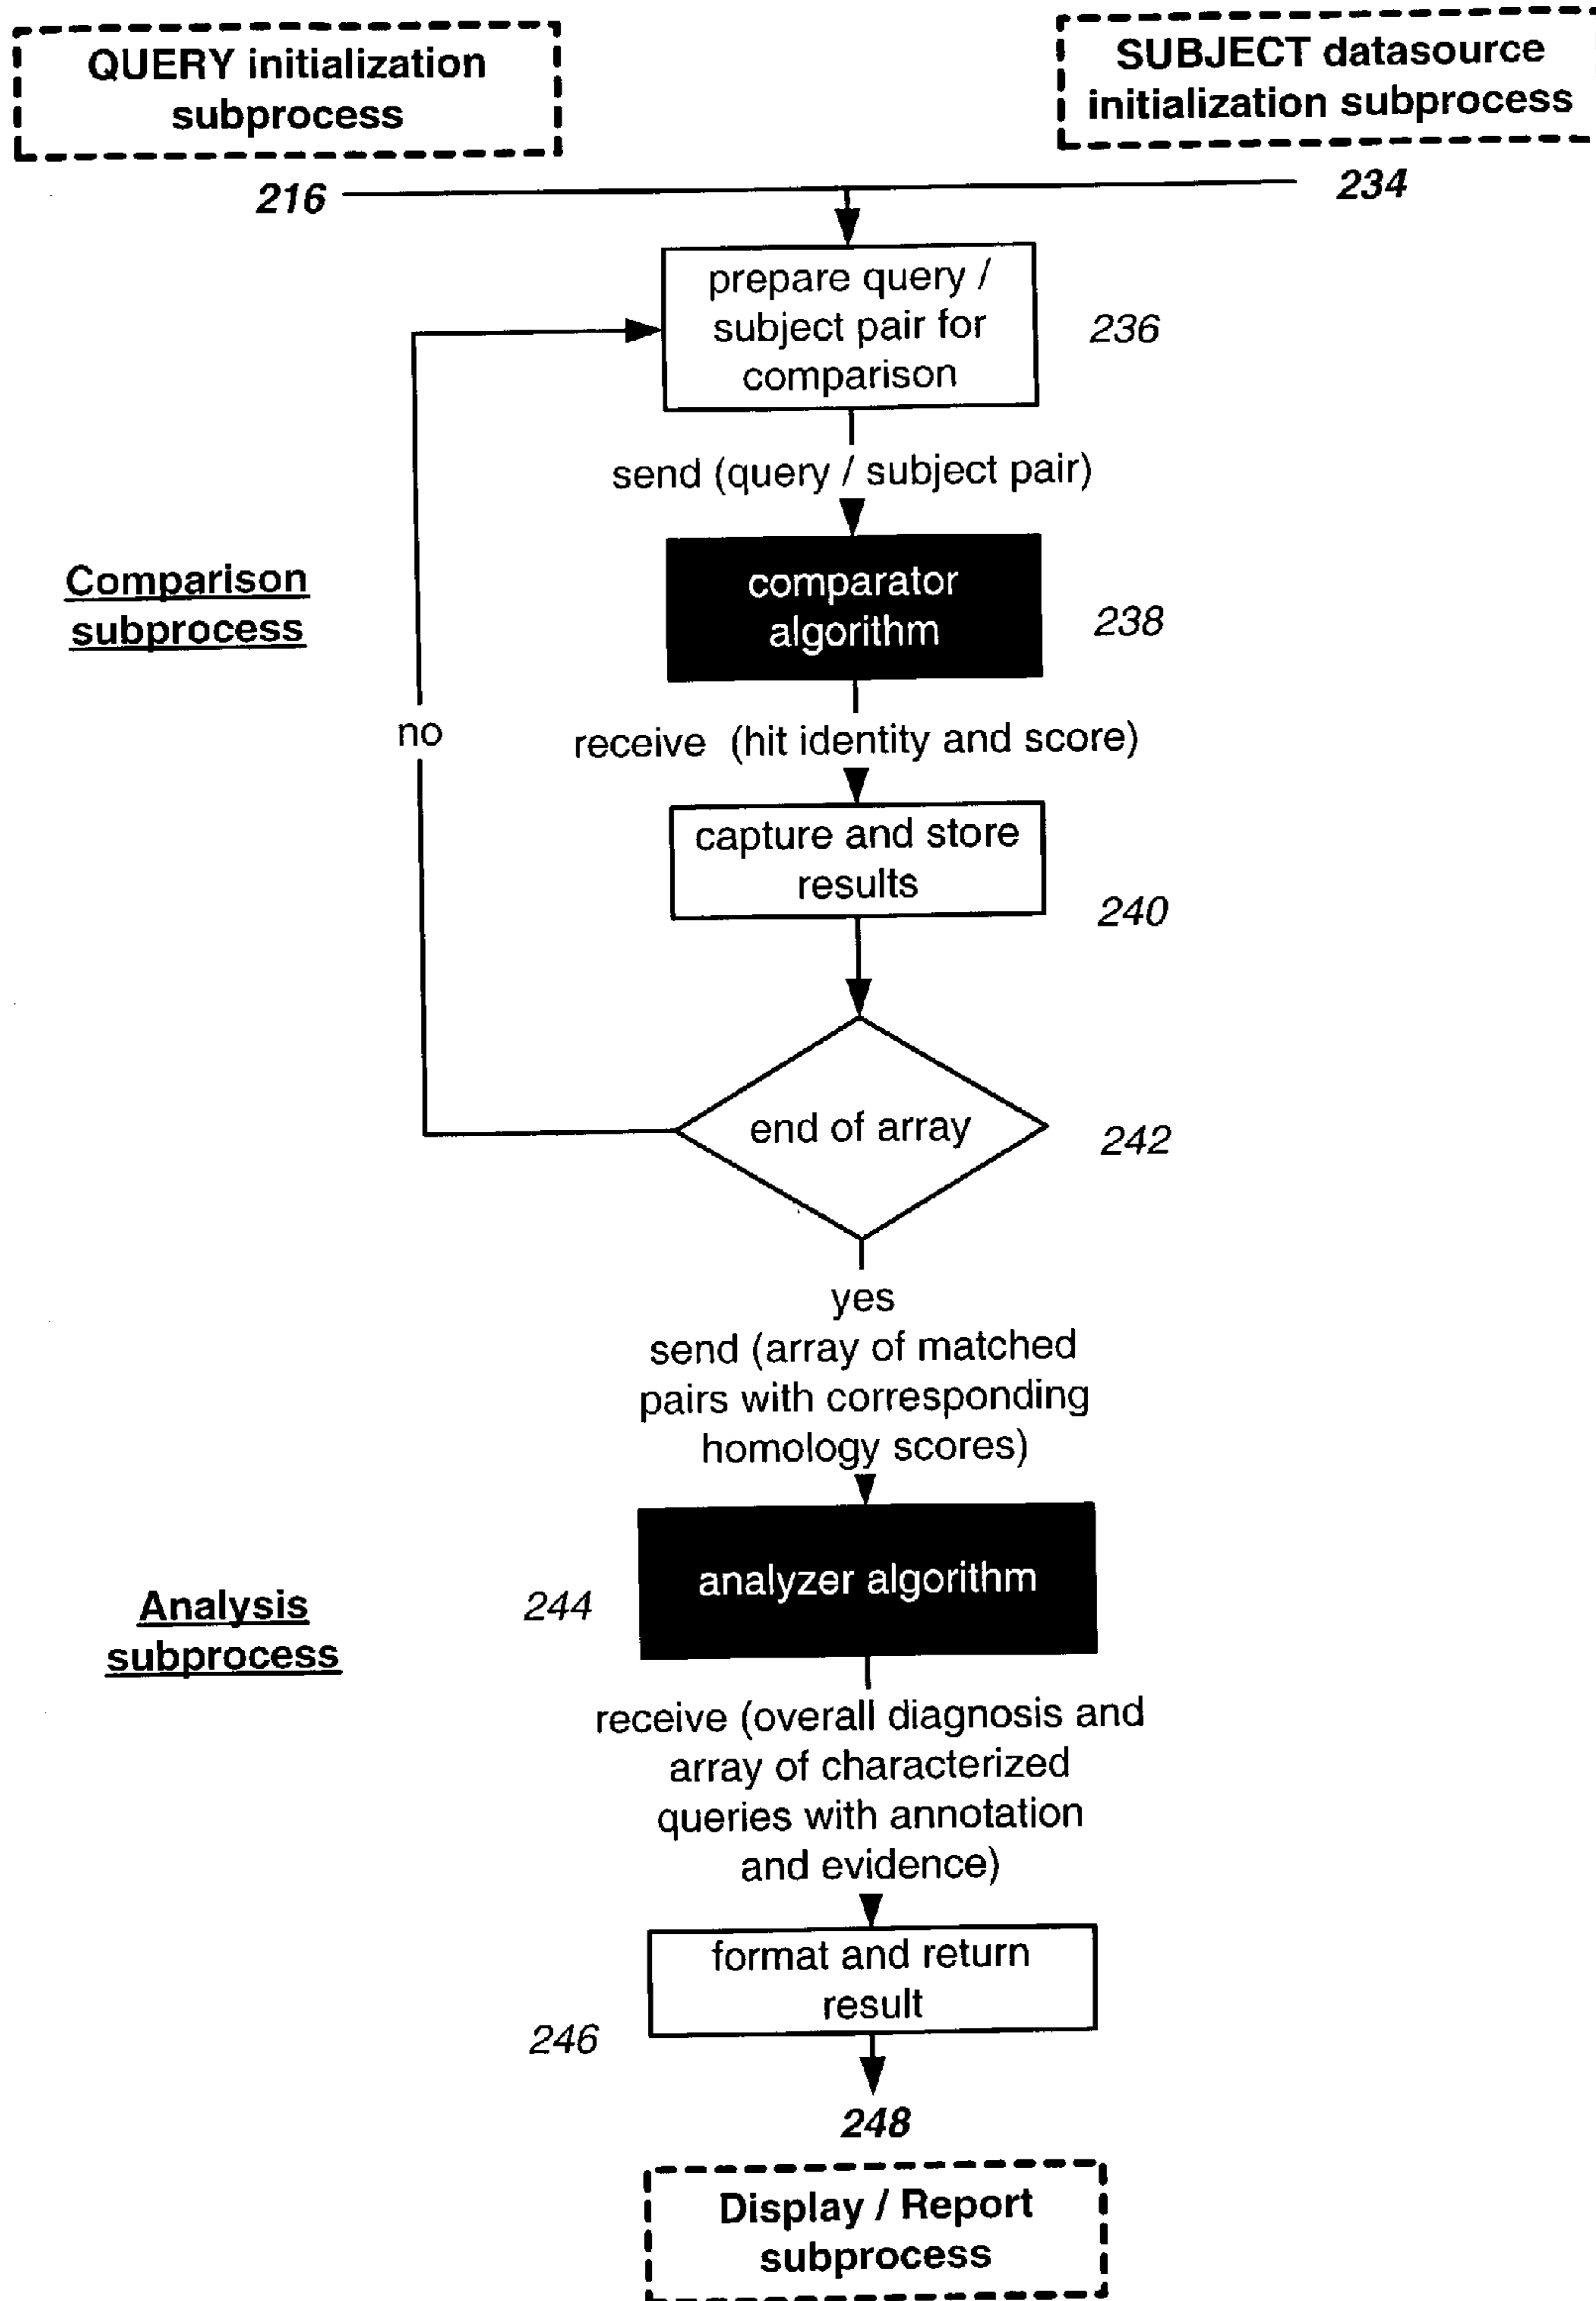 QUERY initialization
subprocess
SUBJECT datasource
initialization subprocess
216
234
prepare query /
subject pair for
comparison
236
send (query / subject pair)
comparator
algorithm
238
Comparison
subprocess
no
receive (hit identity and score)
capture and store
results
240
end of array
242
yes
send (array of matched
pairs with corresponding
homology scores)
analyzer algorithm
244
Analysis
subprocess
receive (overall diagnosis and
array of characterized
queries with annotation
and evidence)
format and return
result
246
248
Display / Report
subprocess